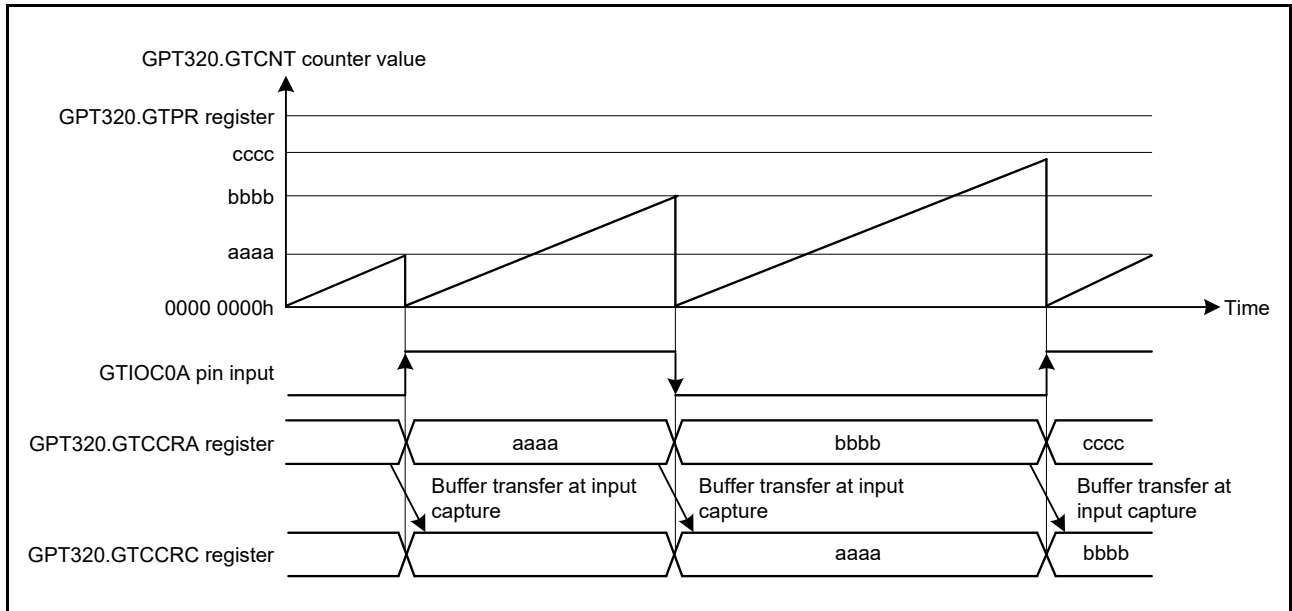 GPT320.GTCNT counter value
GPT320.GTPR register
cccc
bbbb
aaaa
0000 0000h
Time
GTIOC0A pin input
GPT320.GTCCRA register
aaaa
bbbb
cccc
Buffer transfer at input
capture
Buffer transfer at input
capture
Buffer transfer at
input capture
GPT320.GTCCRC register
aaaa
bbbb